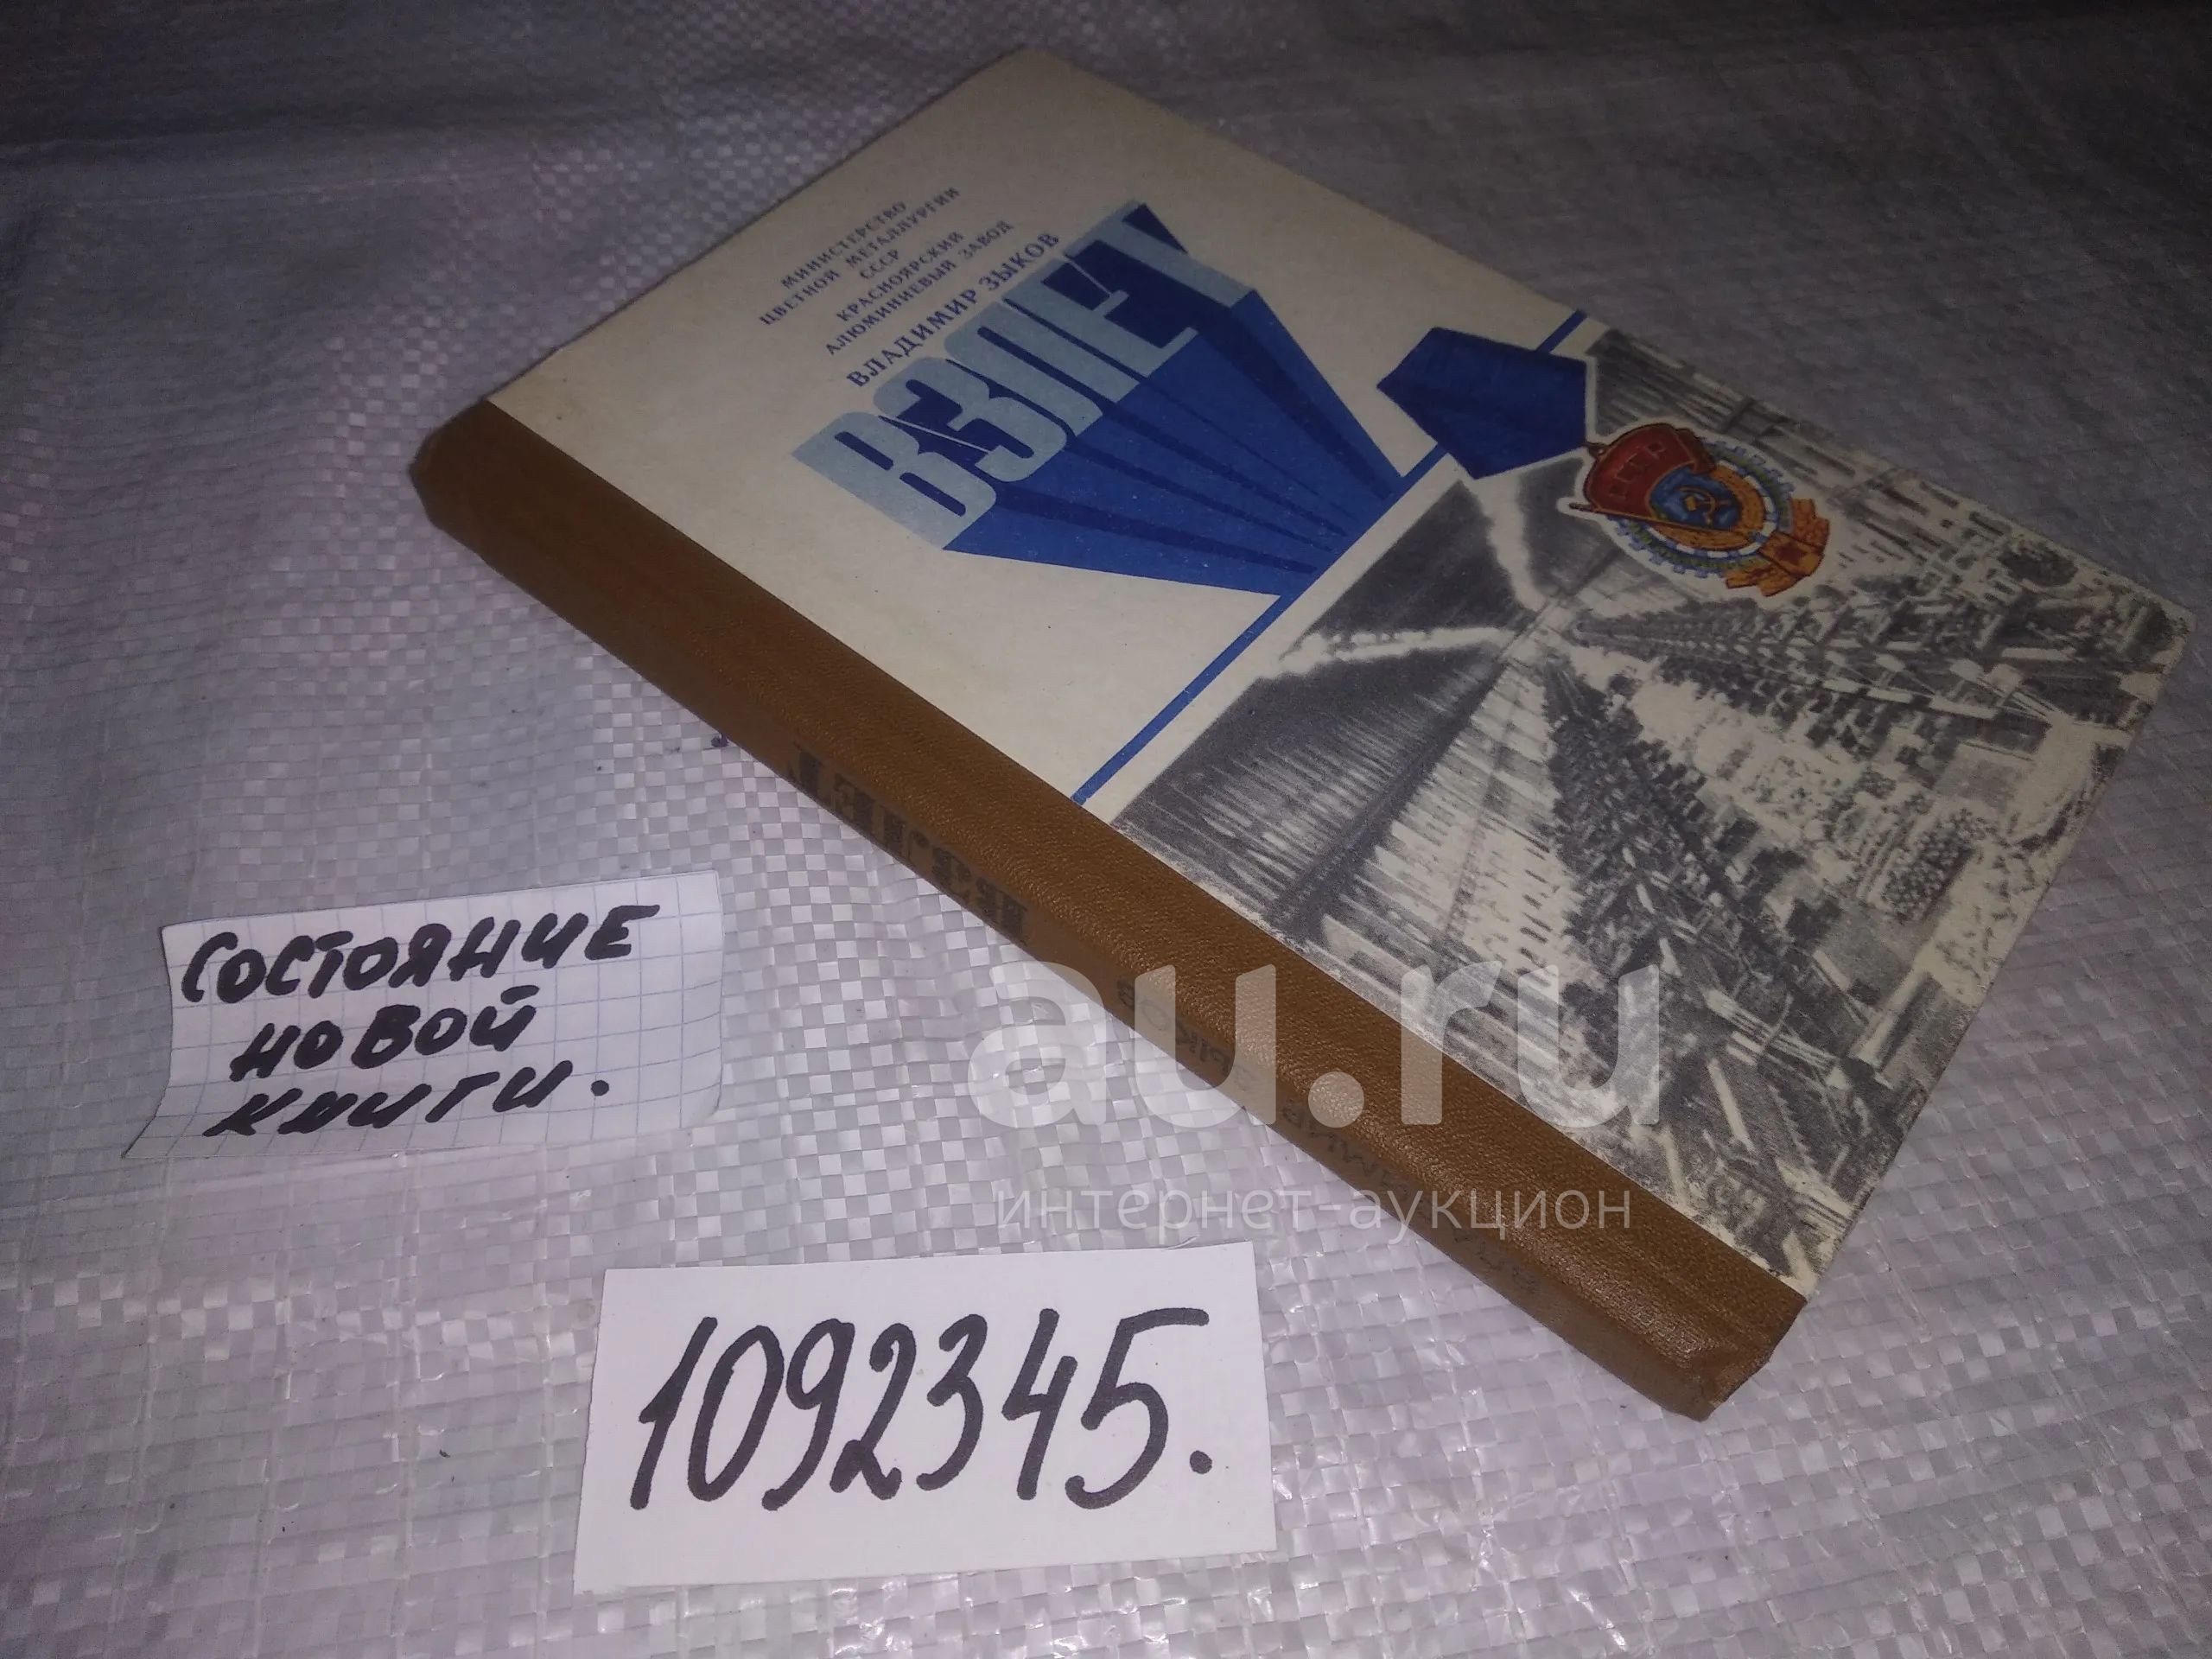 МИНИСТЕРСТВО
ЦВЕТНОЙ МЕТАЛЛУРГИИ
СССР
КРАСНОЯРСКИЙ
АЛЮМИНИЕВЫЙ ЗАВОД
ВЛАДИМИР ЗЫКОВ
ВЗЛЕТ
СССР
ВЗЛЕТ
СОСТОЯНИЕ
НОВОЙ
КНИГИ.
au.ru
интернет-аукцион
1092345.